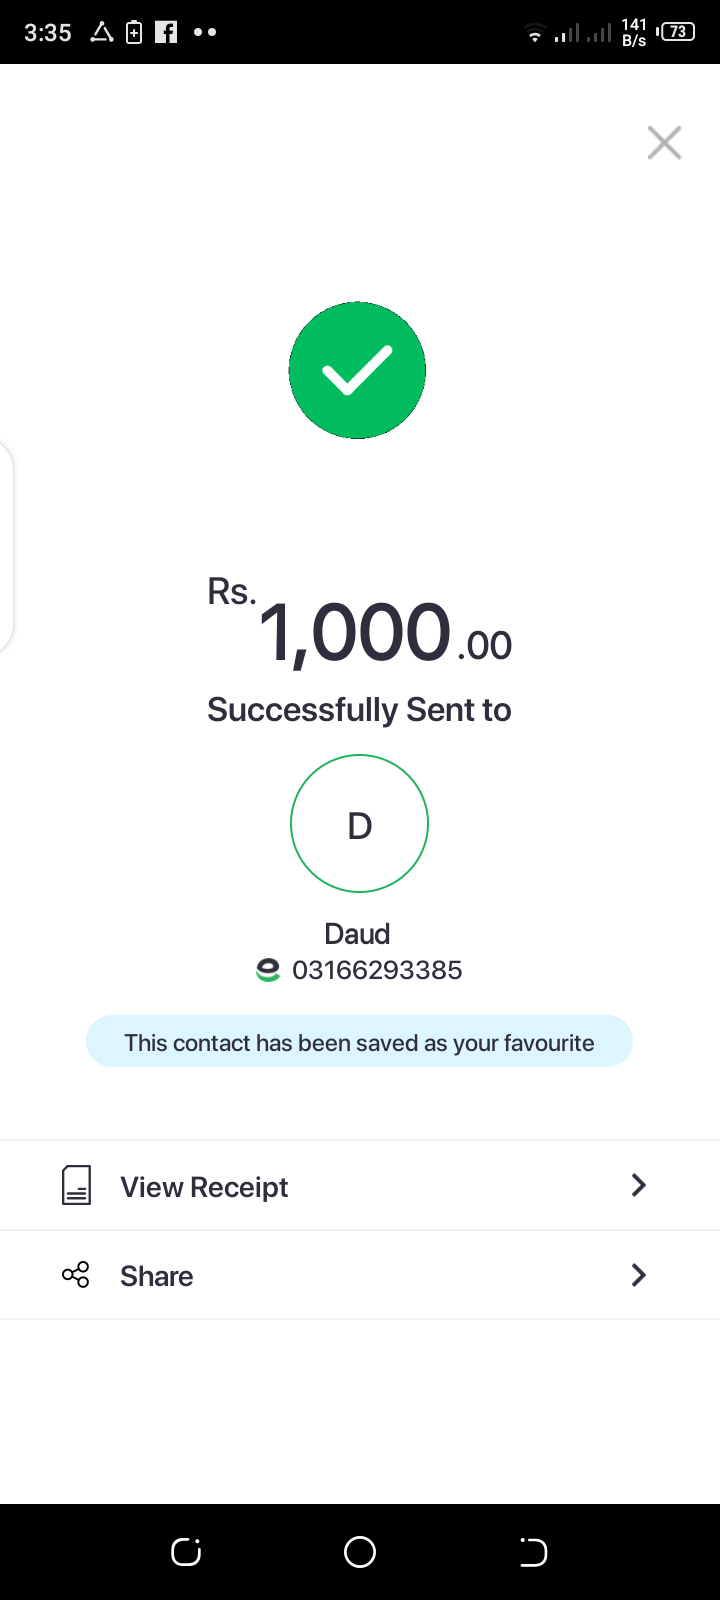 3:35
141
B/s
73
Rs.
1,000.00
Successfully Sent to
D
Daud
03166293385
This contact has been saved as your favourite
View Receipt
Share